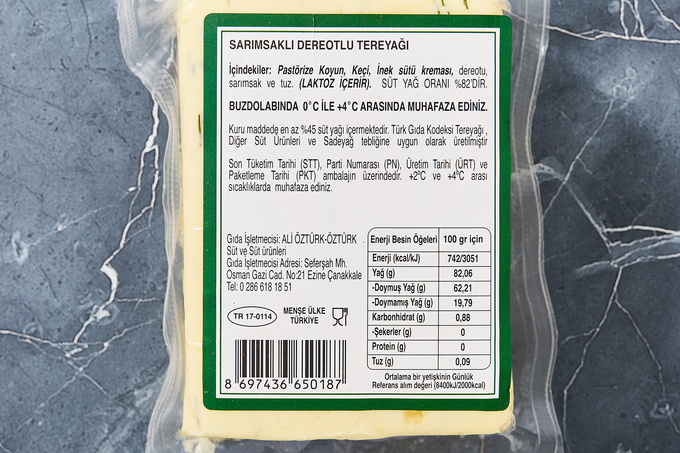 SARIMSAKLI DEREOTLU TEREYAĞI
İçindekiler: Pastörize Koyun, Keçi, İnek sütü kreması, dereotu,
sarımsak ve tuz. (LAKTOZ İÇERİR). SÜT YAĞ ORANI %82'DİR.
BUZDOLABINDA 0°C İLE +4°C ARASINDA MUHAFAZA EDİNİZ.
Kuru maddede en az %45 süt yağı içermektedir. Türk Gıda Kodeksi Tereyağı ,
Diğer Süt Ürünleri ve Sadeyağ tebliğine uygun olarak üretilmiştir
Son Tüketim Tarihi (STT), Parti Numarası (PN), Üretim Tarihi (ÜRT) ve
Paketleme Tarihi (PKT) ambalajın üzerindedir. +2ºC ve +4ºC arası
sıcaklıklarda muhafaza ediniz.
Gıda İşletmecisi: ALİ ÖZTÜRK-ÖZTÜRK
Süt ve Süt ürünleri
Gıda İşletmecisi Adresi: Seferşah Mh.
Osman Gazi Cad. No:21 Ezine Çanakkale
Tel: 0 286 618 18 51
TR 17-0114
MENŞE ÜLKE
TÜRKİYE
8 697436 650187
Enerji Besin Öğeleri 100 gr için
Enerji (kcal/kJ) 742/3051
Yağ (g) 82,06
-Doymuş Yağ (g) 62,21
-Doymamış Yağ (g) 19,79
Karbonhidrat (g) 0,88
-Şekerler (g) 0
Protein (g) 0
Tuz (g) 0,09
Ortalama bir yetişkinin Günlük
Referans alım değeri (8400kJ/2000kcal)